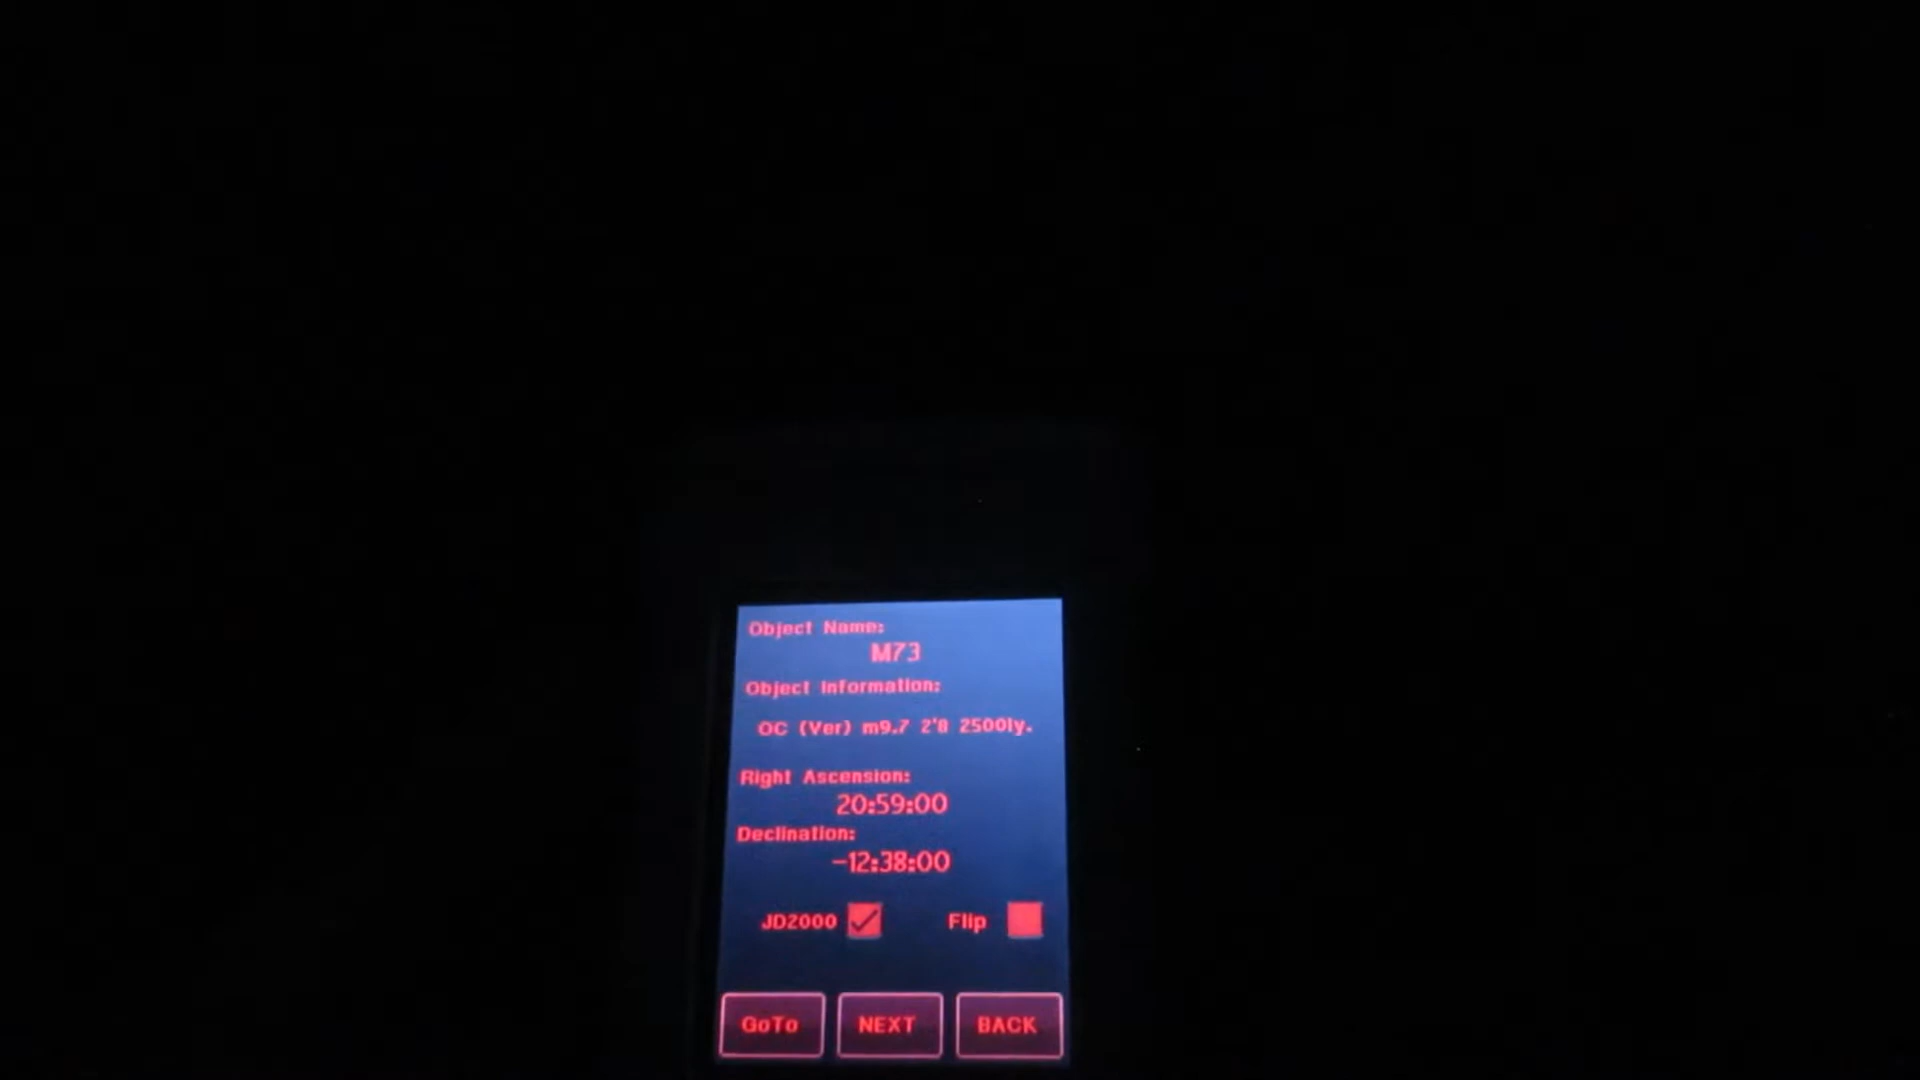 Object Name:
M73
Object Information:
OC (Ver) m9.7 2'8 2500ly.
Right Ascension:
20:59:00
Declination:
-12:38:00
JD2000 Flip
GoTo NEXT BACK